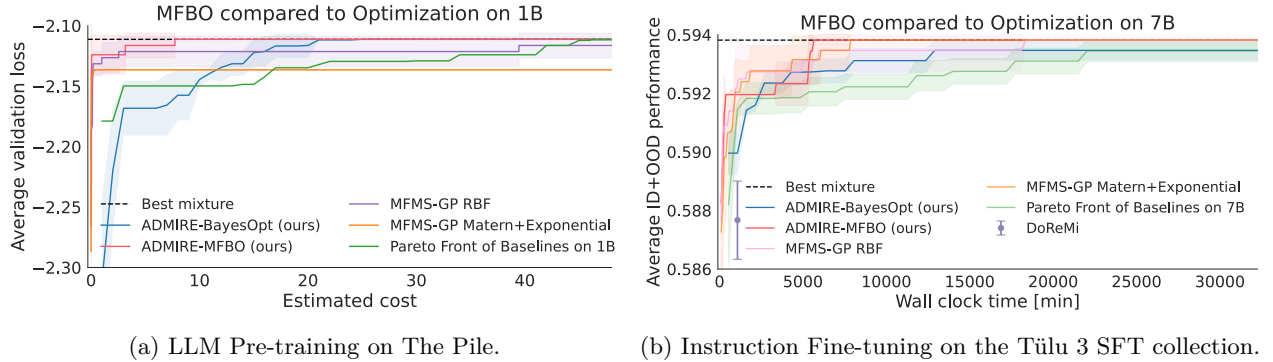 MFBO compared to Optimization on 1B
Average validation loss
−2.10
−2.15
−2.20
−2.25
−2.30
0
10
20
30
40
Estimated cost
Best mixture
ADMIRE-BayesOpt (ours)
ADMIRE-MFBO (ours)
MFMS-GP RBF
MFMS-GP Matern+Exponential
Pareto Front of Baselines on 1B
(a) LLM Pre-training on The Pile.
MFBO compared to Optimization on 7B
Average ID+OOD performance
0.594
0.592
0.590
0.588
0.586
0
5000
10000
15000
20000
25000
30000
Wall clock time [min]
Best mixture
ADMIRE-BayesOpt (ours)
ADMIRE-MFBO (ours)
MFMS-GP RBF
MFMS-GP Matern+Exponential
Pareto Front of Baselines on 7B
DoReMi
(b) Instruction Fine-tuning on the Tülu 3 SFT collection.